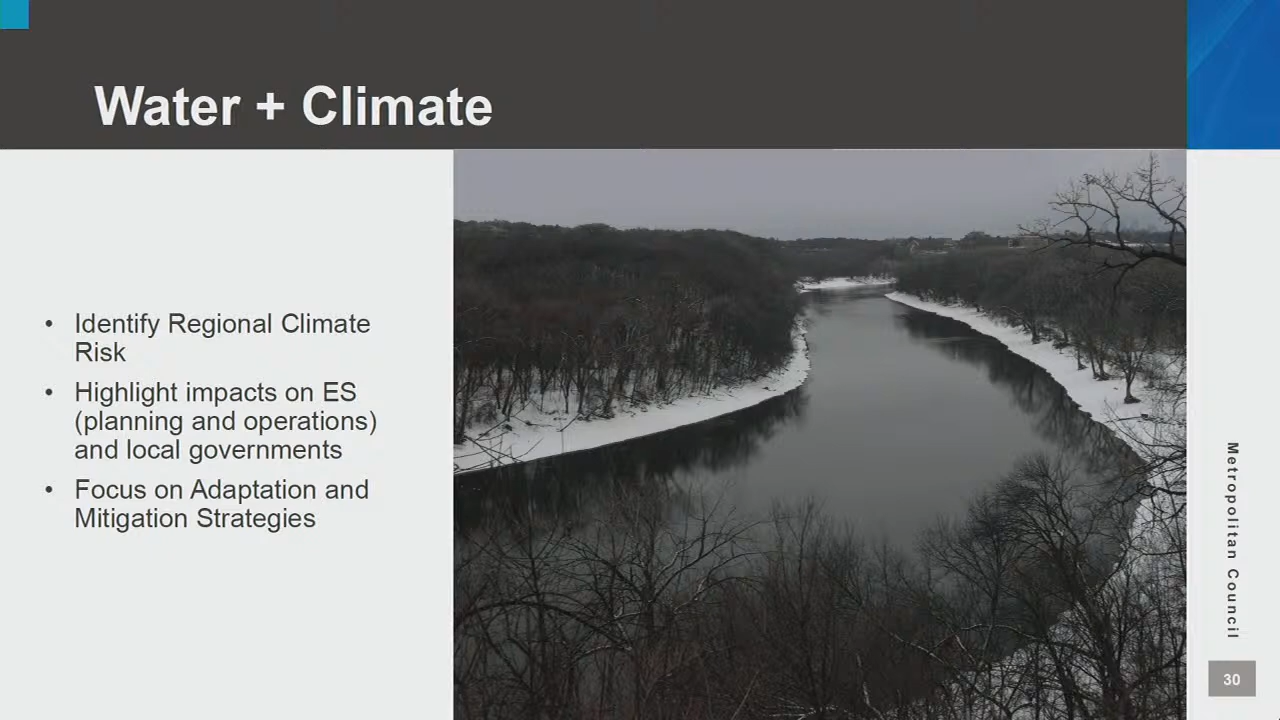 Water + Climate
• Identify Regional Climate
Risk
• Highlight impacts on ES
(planning and operations)
and local governments
• Focus on Adaptation and
Mitigation Strategies
Metropolitan Council
30